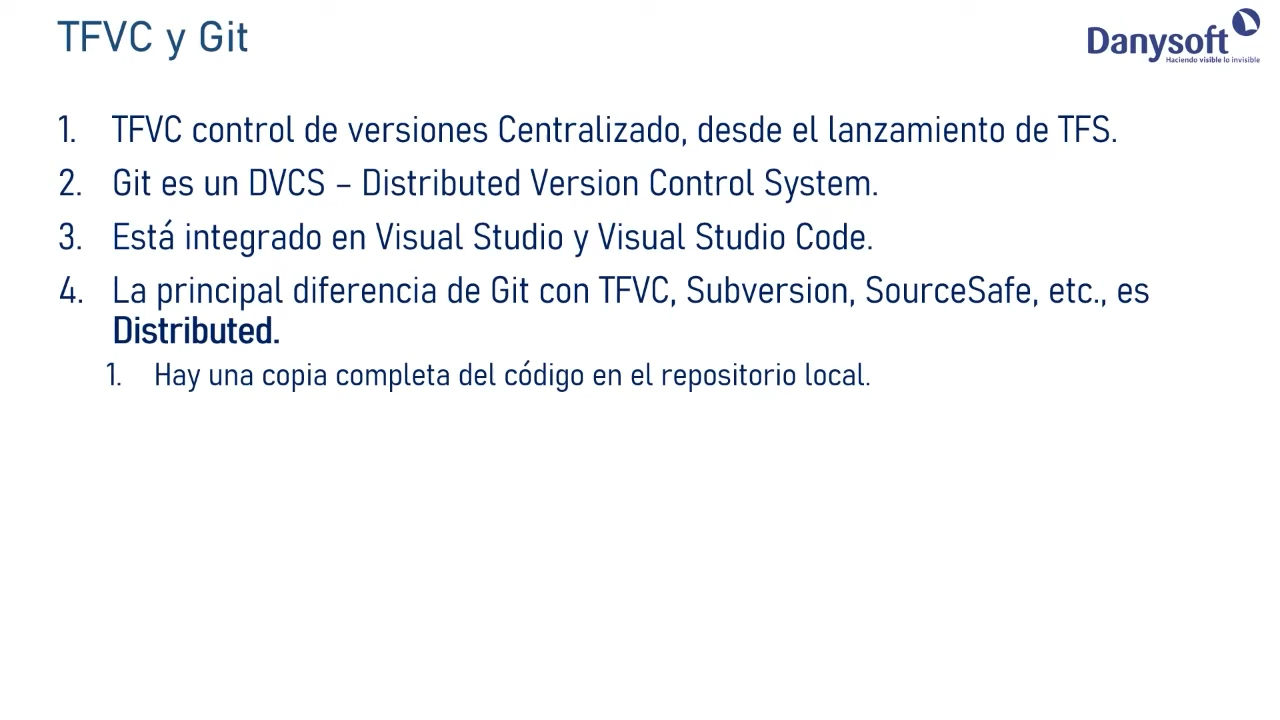 TFVC y Git
Danysoft
Haciendo visible lo invisible
1. TFVC control de versiones Centralizado, desde el lanzamiento de TFS.
2. Git es un DVCS – Distributed Version Control System.
3. Está integrado en Visual Studio y Visual Studio Code.
4. La principal diferencia de Git con TFVC, Subversion, SourceSafe, etc., es
Distributed.
1. Hay una copia completa del código en el repositorio local.